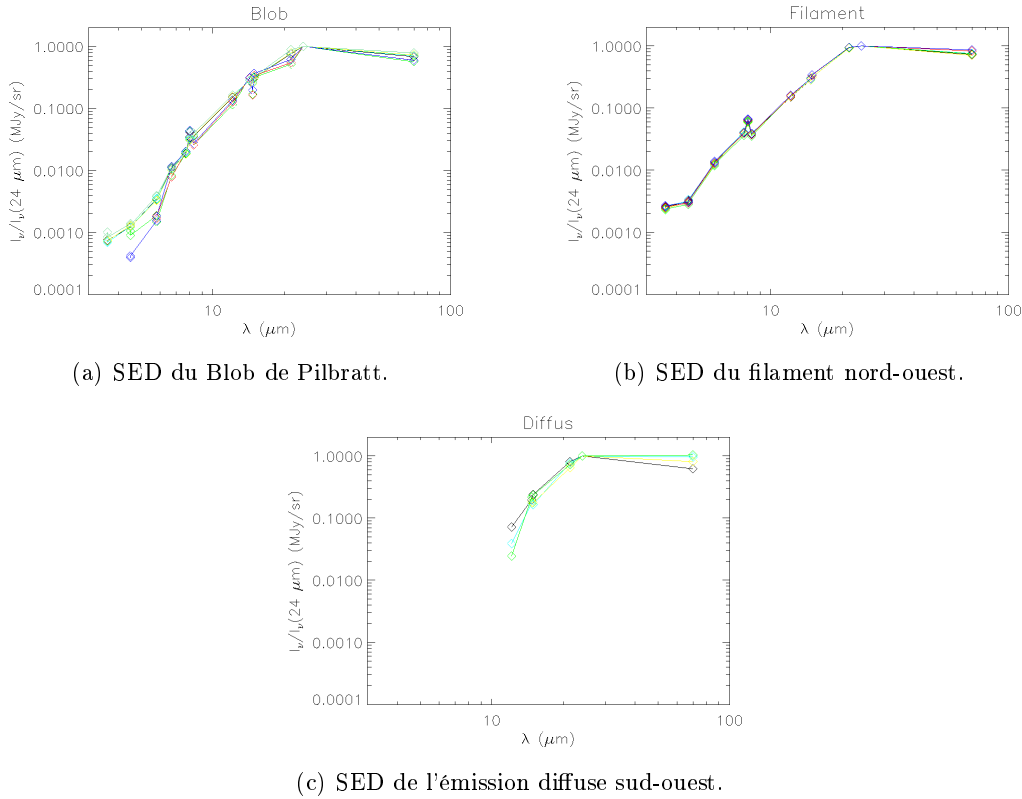 Blob
I_ν/I_ν(24 μm) (MJy/sr)
1.0000
0.1000
0.0100
0.0010
0.0001
10
100
λ (μm)
(a) SED du Blob de Pilbratt.
Filament
I_ν/I_ν(24 μm) (MJy/sr)
1.0000
0.1000
0.0100
0.0010
0.0001
10
100
λ (μm)
(b) SED du filament nord-ouest.
Diffus
I_ν/I_ν(24 μm) (MJy/sr)
1.0000
0.1000
0.0100
0.0010
0.0001
10
100
λ (μm)
(c) SED de l'émission diffuse sud-ouest.